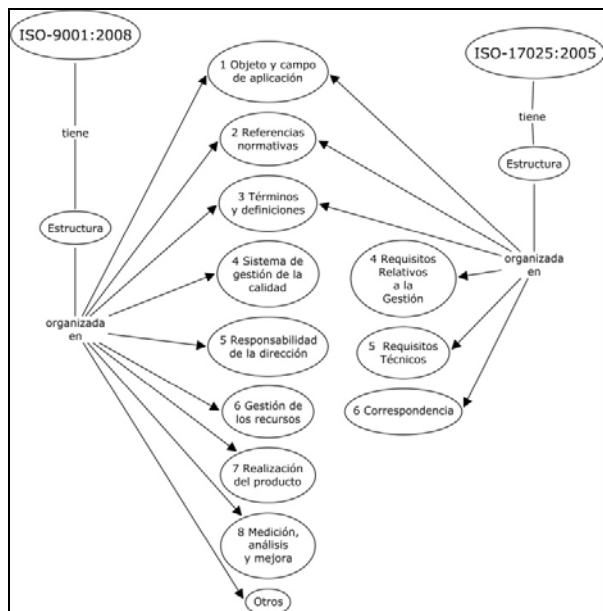 ISO-9001:2008
tiene
Estructura
organizada
en
1 Objeto y campo
de aplicación
2 Referencias
normativas
3 Términos
y definiciones
4 Sistema de
gestión de la
calidad
5 Responsabilidad
de la dirección
6 Gestión de
los recursos
7 Realización
del producto
8 Medición,
análisis
y mejora
Otros
ISO-17025:2005
tiene
Estructura
organizada
en
4 Requisitos
Relativos
a la
Gestión
5 Requisitos
Técnicos
6 Correspondencia